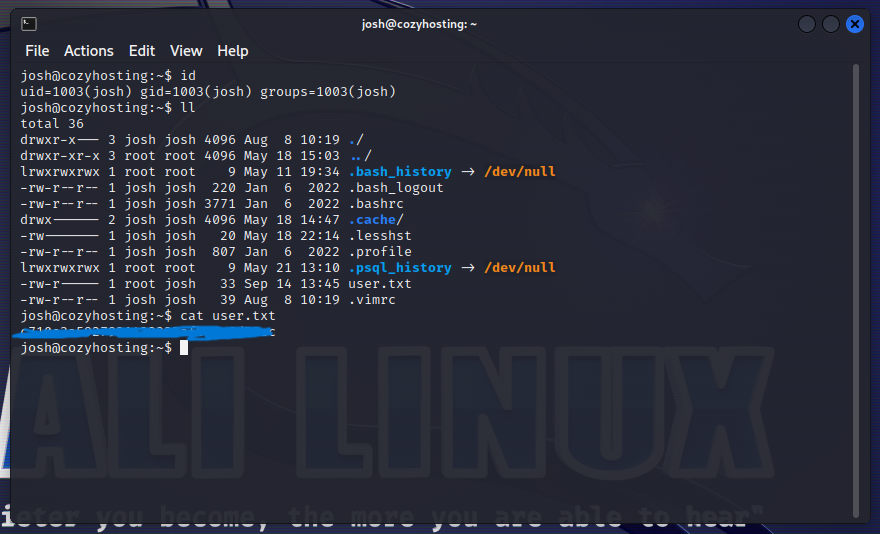 josh@cozyhosting: ~
File Actions Edit View Help
josh@cozyhosting:~$ id
uid=1003(josh) gid=1003(josh) groups=1003(josh)
josh@cozyhosting:~$ ll
total 36
drwxr-x--- 3 josh josh 4096 Aug  8 10:19 ./
drwxr-xr-x 3 root root 4096 May 18 15:03 ../
lrwxrwxrwx 1 root root    9 May 11 19:34 .bash_history -> /dev/null
-rw-r--r-- 1 josh josh  220 Jan  6  2022 .bash_logout
-rw-r--r-- 1 josh josh 3771 Jan  6  2022 .bashrc
drwx------ 2 josh josh 4096 May 18 14:47 .cache/
-rw------- 1 josh josh   20 May 18 22:14 .lesshst
-rw-r--r-- 1 josh josh  807 Jan  6  2022 .profile
lrwxrwxrwx 1 root root    9 May 21 13:10 .psql_history -> /dev/null
-rw-r----- 1 root josh   33 Sep 14 13:45 user.txt
-rw-r--r-- 1 josh josh   39 Aug  8 10:19 .vimrc
josh@cozyhosting:~$ cat user.txt
josh@cozyhosting:~$
ALI LINUX
you become, the more you are able to hear"